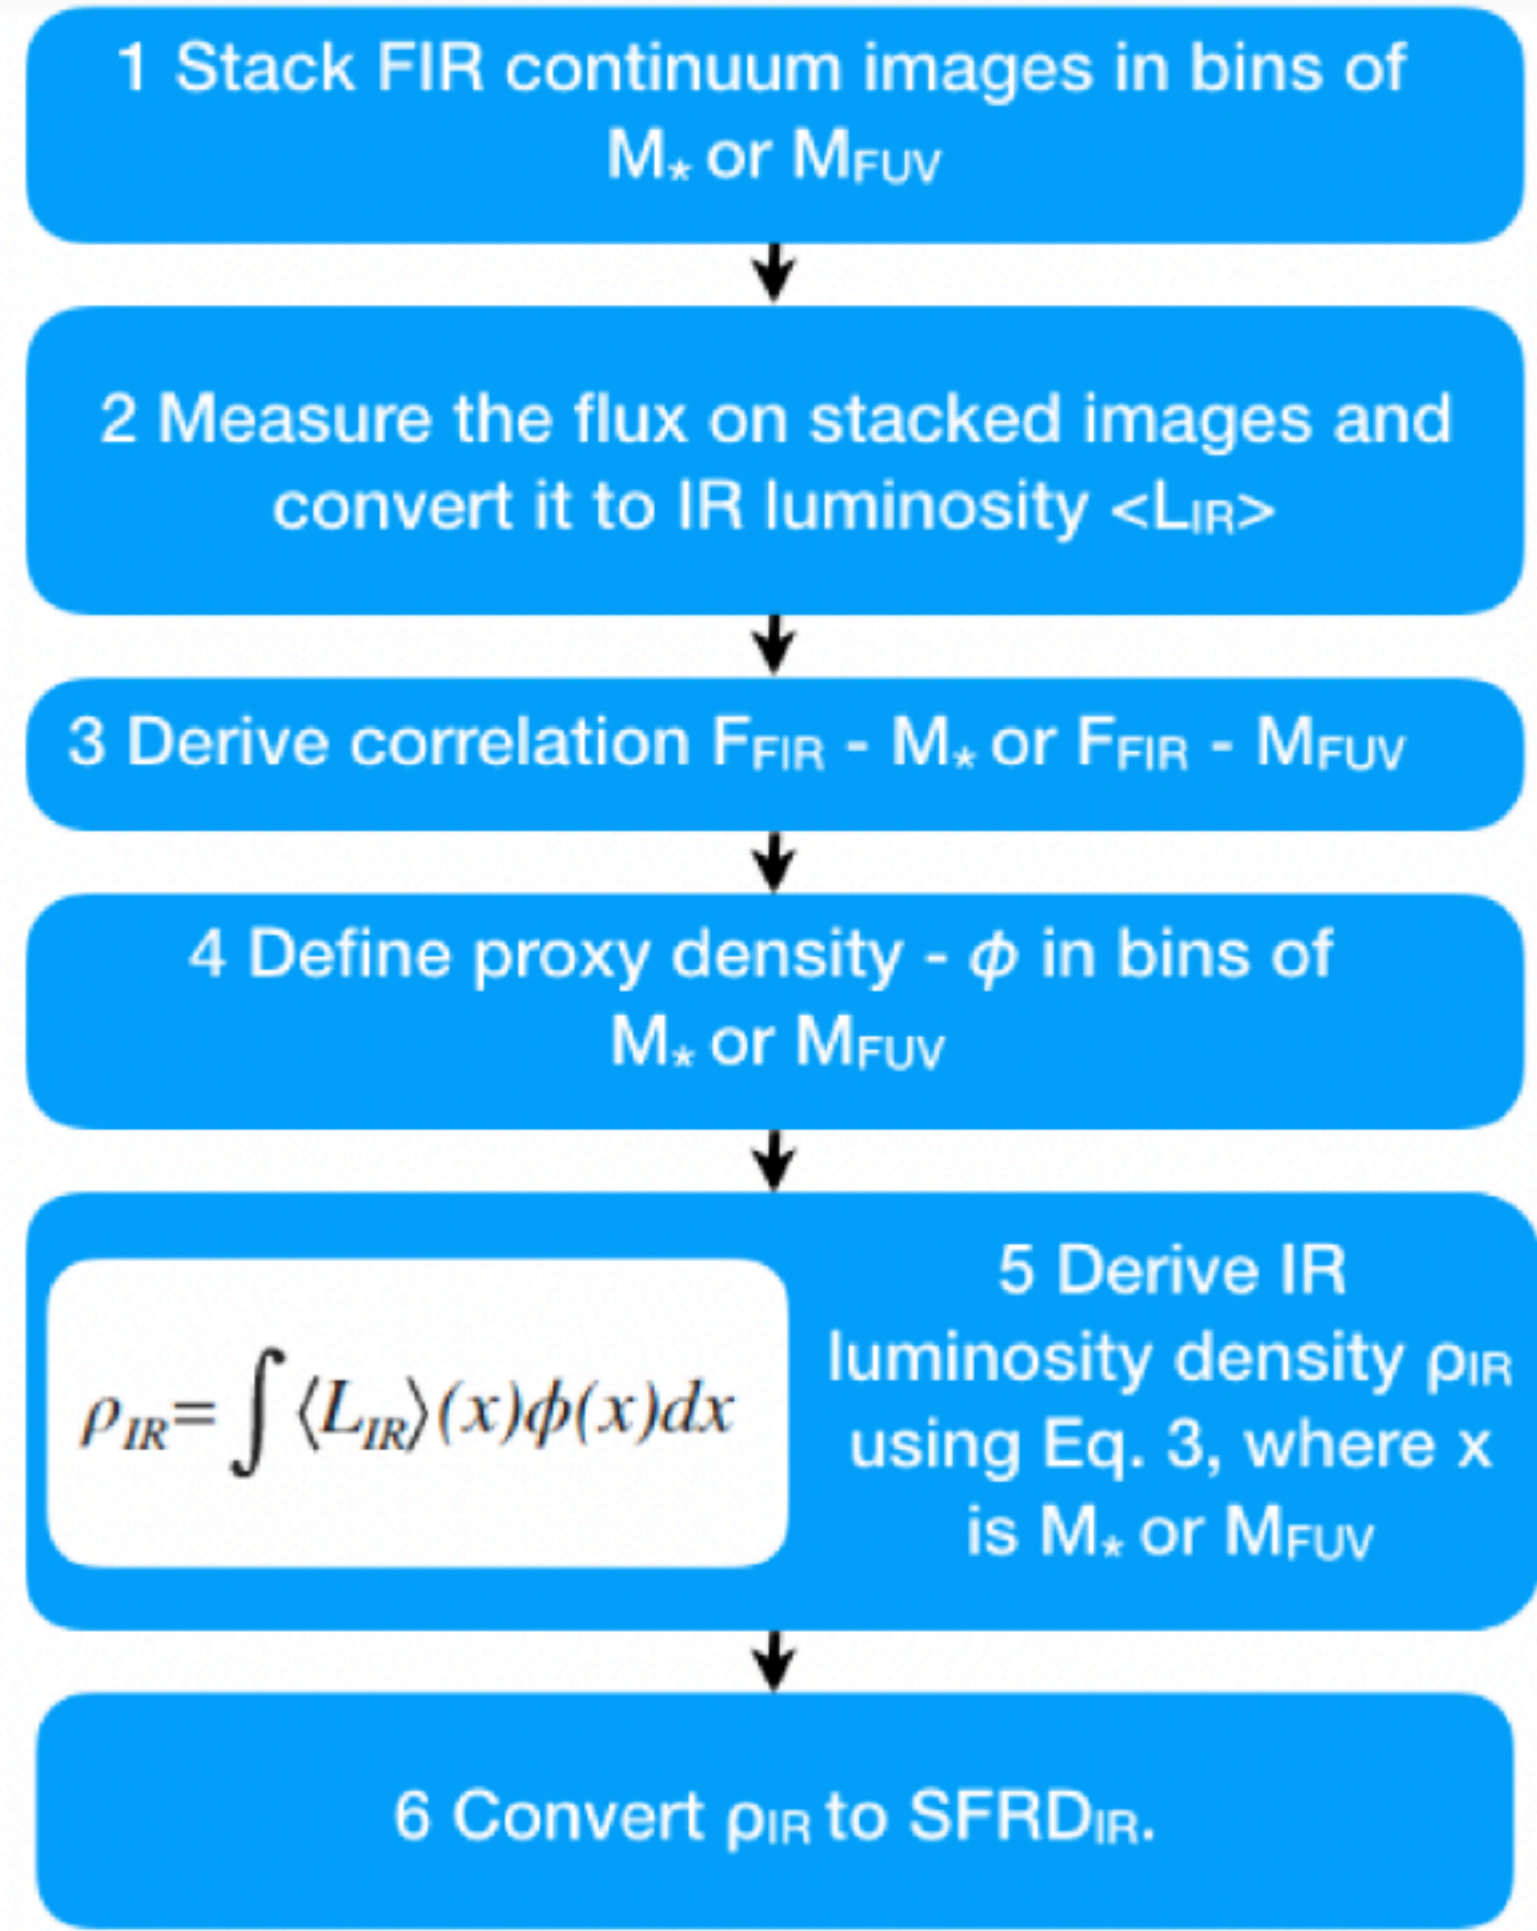 1 Stack FIR continuum images in bins of
M* or MFUV
2 Measure the flux on stacked images and
convert it to IR luminosity <LIR>
3 Derive correlation FFIR - M* or FFIR - MFUV
4 Define proxy density - ϕ in bins of
M* or MFUV
ρIR=∫⟨LIR⟩(x)ϕ(x)dx
5 Derive IR
luminosity density ρIR
using Eq. 3, where x
is M* or MFUV
6 Convert ρIR to SFRDIR.